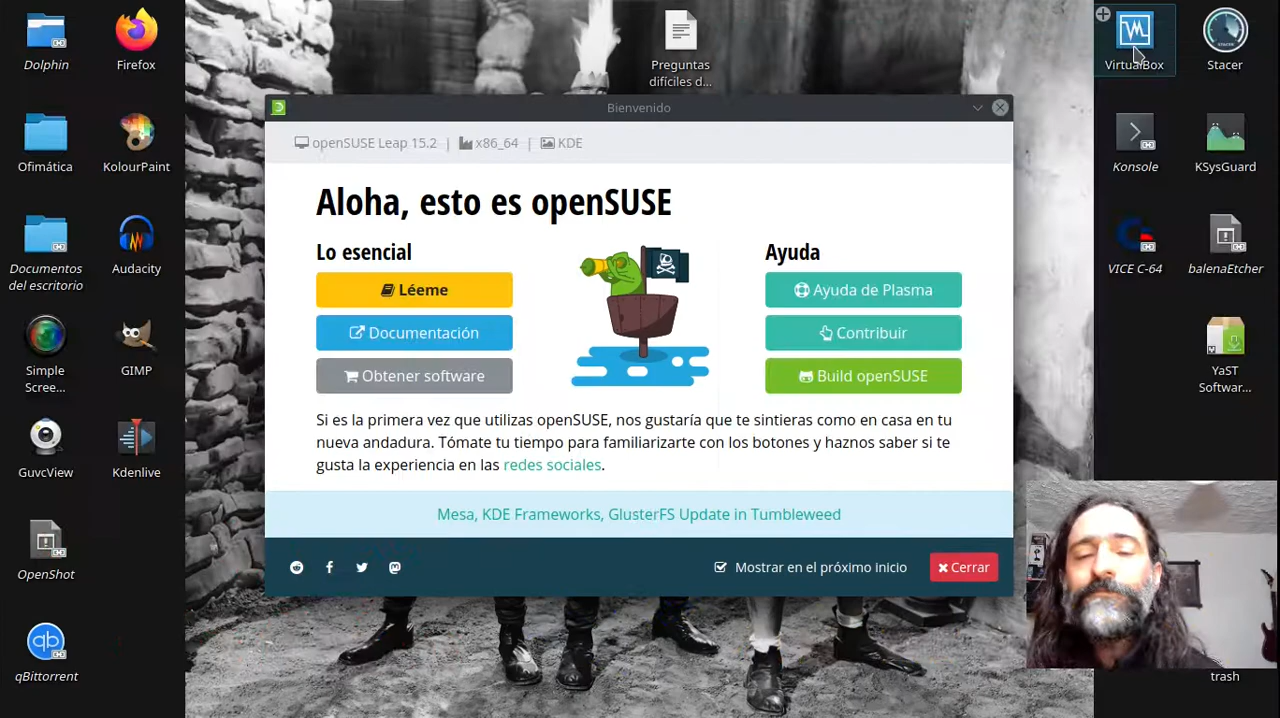 Dolphin
Firefox
Ofimática
KolourPaint
Documentos
del escritorio
Audacity
Simple
Scree...
GIMP
GuvcView
Kdenlive
OpenShot
qb
qBittorrent
Preguntas
difíciles d...
Bienvenido
openSUSE Leap 15.2 | x86_64 | KDE
Aloha, esto es openSUSE
Lo esencial
Léeme
Documentación
Obtener software
Ayuda
Ayuda de Plasma
Contribuir
Build openSUSE
Si es la primera vez que utilizas openSUSE, nos gustaría que te sintieras como en casa en tu
nueva andadura. Tómate tu tiempo para familiarizarte con los botones y haznos saber si te
gusta la experiencia en las redes sociales.
Mesa, KDE Frameworks, GlusterFS Update in Tumbleweed
Mostrar en el próximo inicio
Cerrar
VirtualBox
STACER
Stacer
Konsole
KSysGuard
VICE C-64
balenaEtcher
YaST
Softwar...
trash